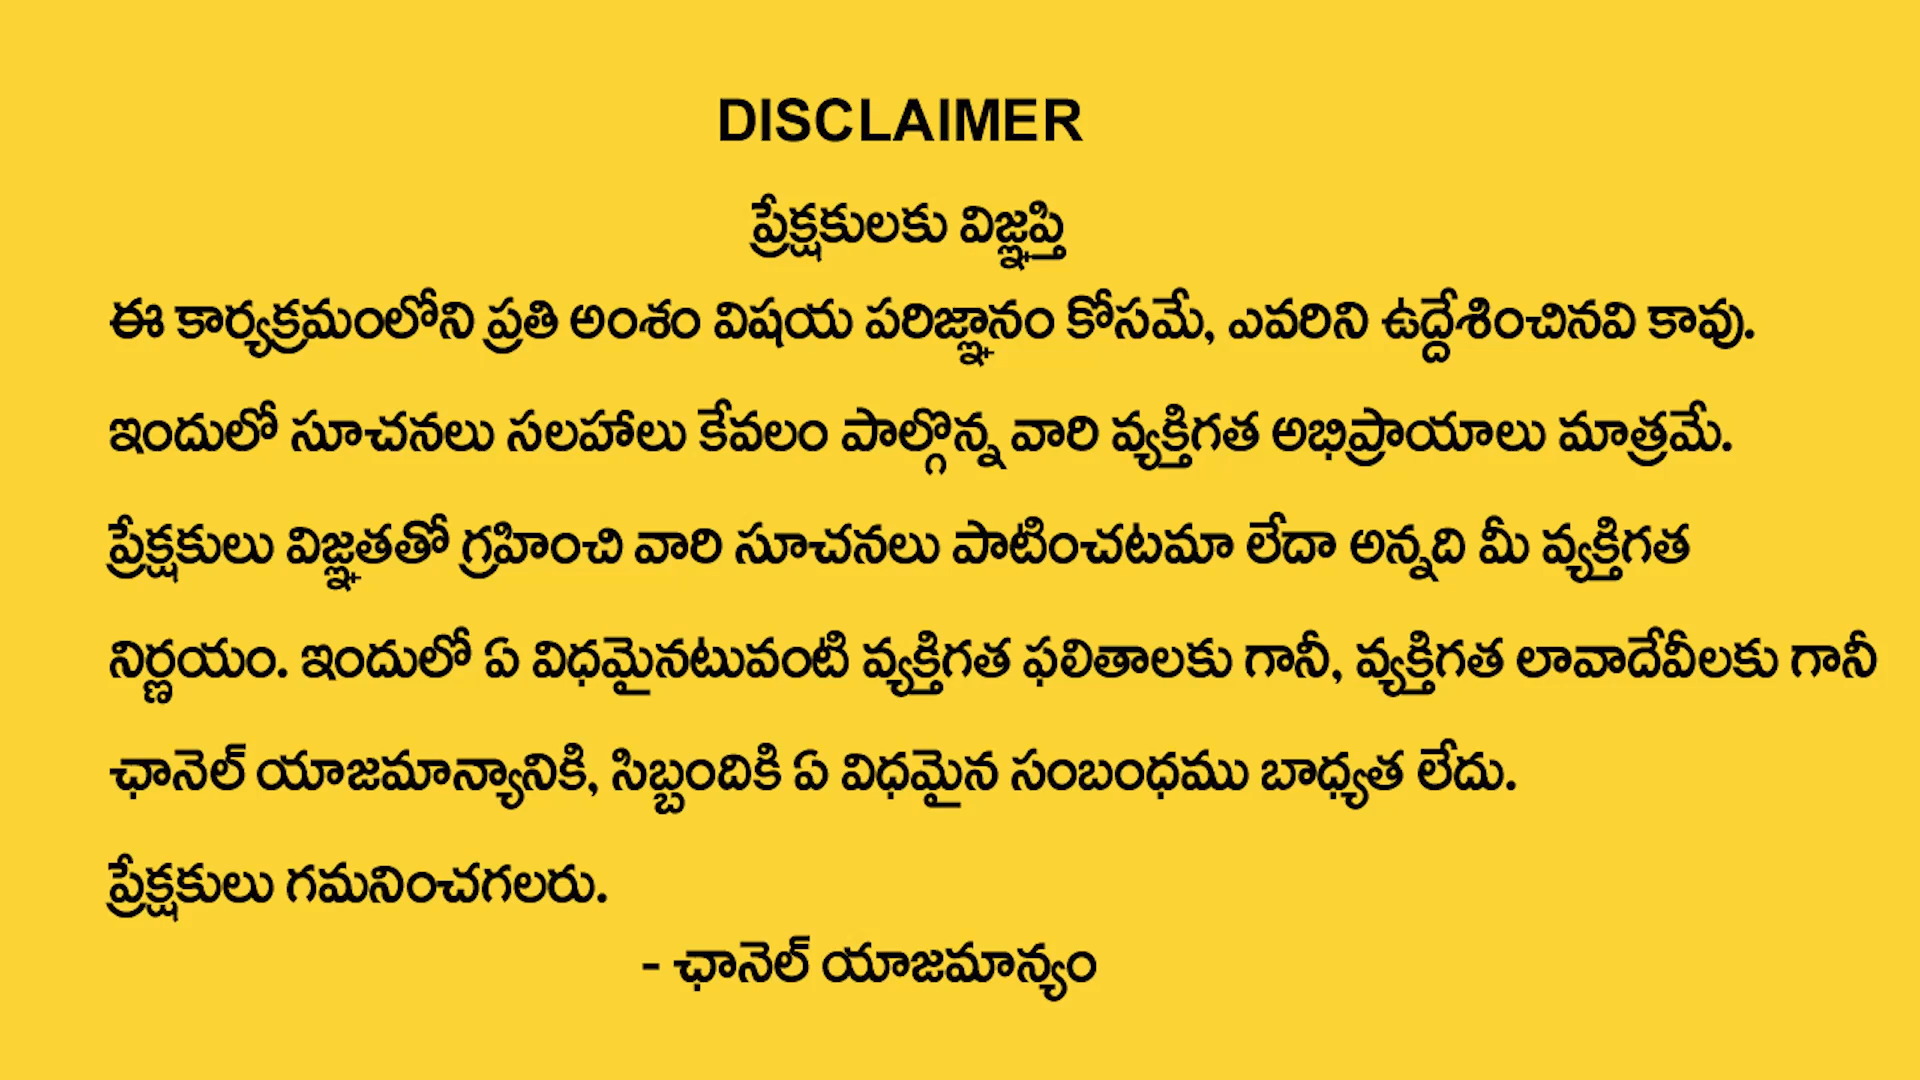 DISCLAIMER
ప్రేక్షకులకు విజ్ఞప్తి
ఈ కార్యక్రమంలోని ప్రతి అంశం విషయ పరిజ్ఞానం కోసమే, ఎవరిని ఉద్దేశించినవి కావు.
ఇందులో సూచనలు సలహాలు కేవలం పాల్గొన్న వారి వ్యక్తిగత అభిప్రాయాలు మాత్రమే.
ప్రేక్షకులు విజ్ఞతతో గ్రహించి వారి సూచనలు పాటించటమా లేదా అన్నది మీ వ్యక్తిగత
నిర్ణయం. ఇందులో ఏ విధమైనటువంటి వ్యక్తిగత ఫలితాలకు గానీ, వ్యక్తిగత లావాదేవీలకు గానీ
ఛానెల్ యాజమాన్యానికి, సిబ్బందికి ఏ విధమైన సంబంధము బాధ్యత లేదు.
ప్రేక్షకులు గమనించగలరు.
- ఛానెల్ యాజమాన్యం